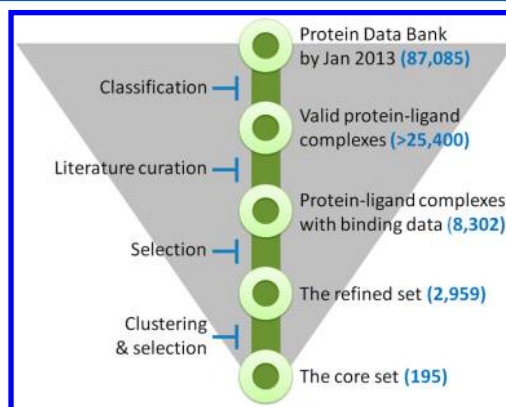 Protein Data Bank
by Jan 2013 (87,085)
Classification
Valid protein-ligand
complexes (>25,400)
Literature curation
Protein-ligand complexes
with binding data (8,302)
Selection
The refined set (2,959)
Clustering
& selection
The core set (195)